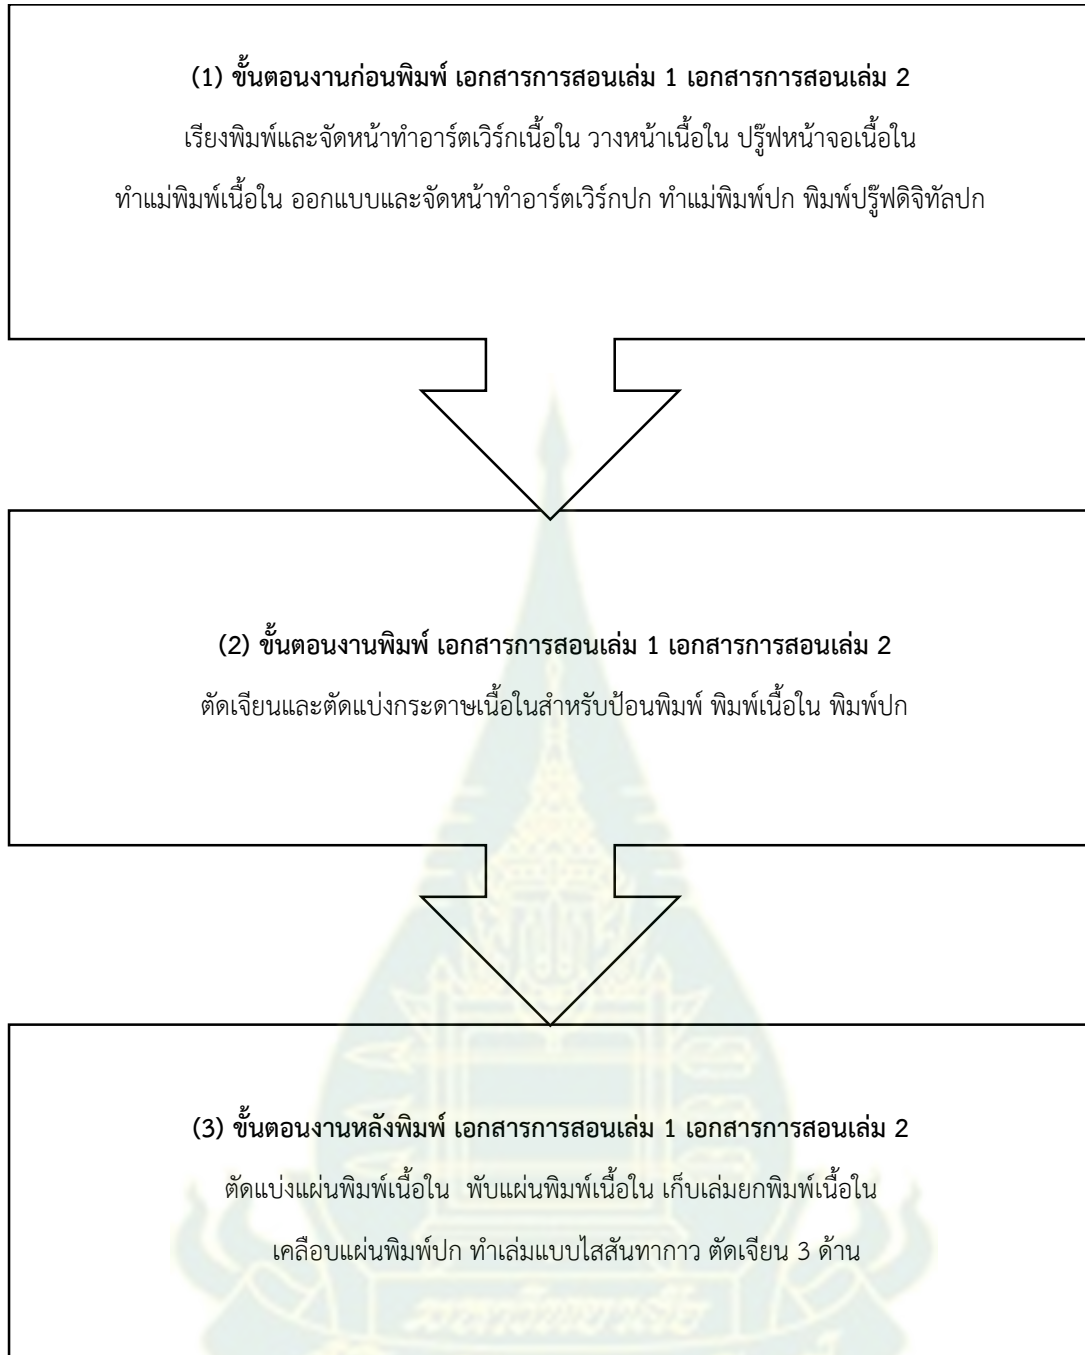 (1) ขั้นตอนงานก่อนพิมพ์ เอกสารการสอนเล่ม 1 เอกสารการสอนเล่ม 2
เรียงพิมพ์และจัดหน้าทำอาร์ตเวิร์กเนื้อใน วางหน้าเนื้อใน ปรู๊ฟหน้าจอเนื้อใน
ทำแม่พิมพ์เนื้อใน ออกแบบและจัดหน้าทำอาร์ตเวิร์กปก ทำแม่พิมพ์ปก พิมพ์ปรู๊ฟดิจิทัลปก
(2) ขั้นตอนงานพิมพ์ เอกสารการสอนเล่ม 1 เอกสารการสอนเล่ม 2
ตัดเจียนและตัดแบ่งกระดาษเนื้อในสำหรับป้อนพิมพ์ พิมพ์เนื้อใน พิมพ์ปก
(3) ขั้นตอนงานหลังพิมพ์ เอกสารการสอนเล่ม 1 เอกสารการสอนเล่ม 2
ตัดแบ่งแผ่นพิมพ์เนื้อใน พับแผ่นพิมพ์เนื้อใน เก็บเล่มยกพิมพ์เนื้อใน
เคลือบแผ่นพิมพ์ปก ทำเล่มแบบไสสันทากาว ตัดเจียน 3 ด้าน